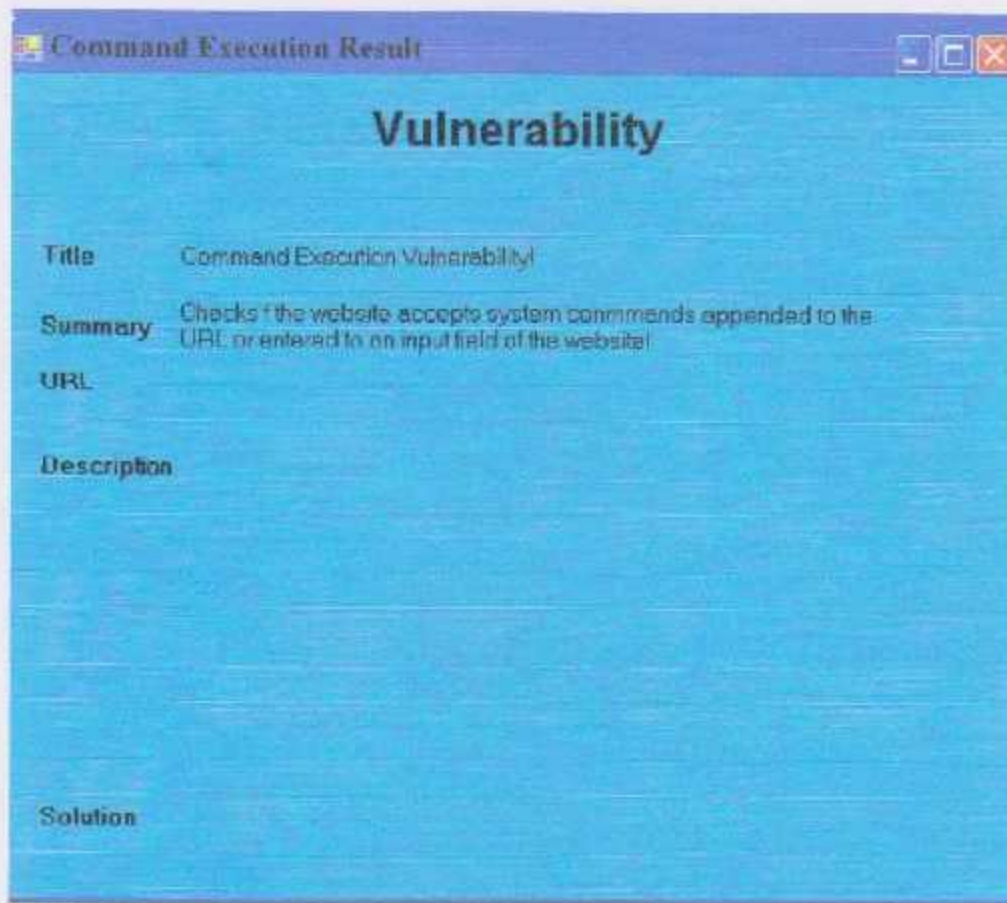 Command Execution Result
Vulnerability
Title Command Execution Vulnerability!
Summary Checks f the website accepts system commands appended to the
URL or entered to an input field of the website!
URL
Description
Solution